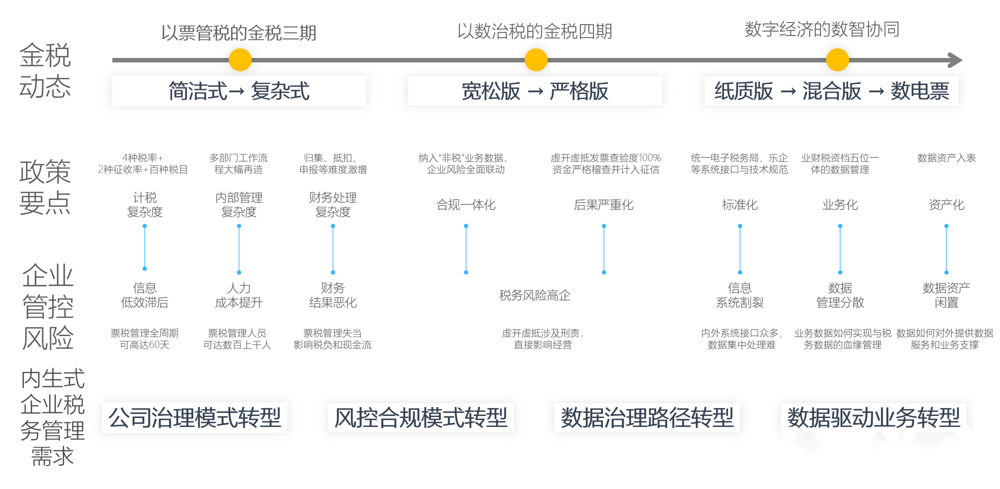 金税
动态
以票管税的金税三期
以数治税的金税四期
数字经济的数智协同
简洁式→ 复杂式
宽松版 → 严格版
纸质版 → 混合版 → 数电票
政策
要点
4种税率+
2种征收率+百种税目
多部门工作流
程大幅再造
归集、抵扣、
申报等难度激增
纳入“非税”业务数据，
企业风险全面联动
虚开虚抵发票查验度100%
资金严格稽查并计入征信
统一电子税务局，乐企
等系统接口与技术规范
业财税资档五位一
体的数据管理
数据资产入表
计税
复杂度
内部管理
复杂度
财务处理
复杂度
合规一体化
后果严重化
标准化
业务化
资产化
企业
管控
风险
信息
低效滞后
人力
成本提升
财务
结果恶化
税务风险高企
信息
系统割裂
数据
管理分散
数据资产
闲置
票税管理全周期
可高达60天
票税管理人员
可达数百上千人
票税管理失当
影响税负和现金流
虚开虚抵涉及刑责，
直接影响经营
内外系统接口众多，
数据集中处理难
业务数据如何实现与税
务数据的血缘管理
数据如何对外提供数据
服务和业务支撑
内生式
企业税
务管理
需求
公司治理模式转型
风控合规模式转型
数据治理路径转型
数据驱动业务转型